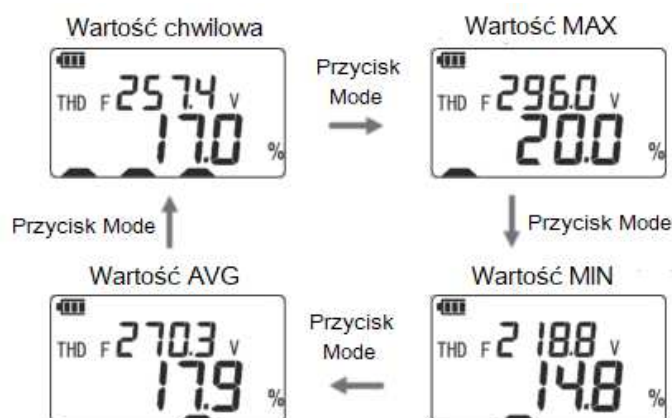 Wartość chwilowa
THD F 257.4 V
17.0 %
Przycisk
Mode
Wartość MAX
THD F 296.0 V
20.0 %
Przycisk Mode
Przycisk Mode
Wartość AVG
THD F 270.3 V
17.9 %
Przycisk
Mode
Wartość MIN
THD F 218.8 V
14.8 %